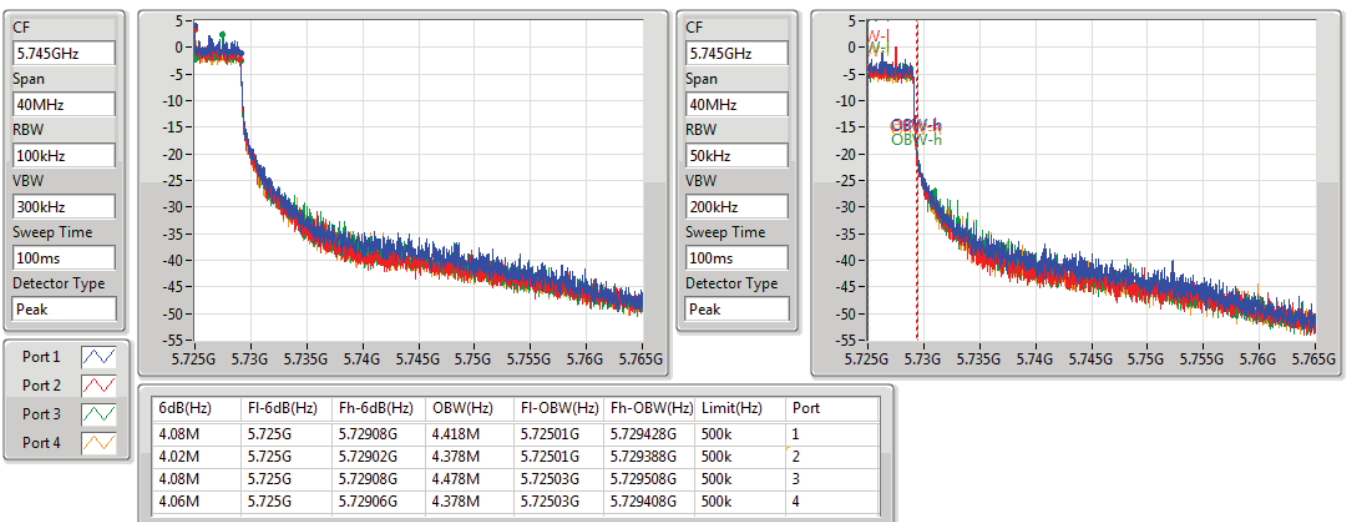 CF
5.745GHz
Span
40MHz
RBW
100kHz
VBW
300kHz
Sweep Time
100ms
Detector Type
Peak
5
0
-5
-10
-15
-20
-25
-30
-35
-40
-45
-50
-55
5.725G 5.73G 5.735G 5.74G 5.745G 5.75G 5.755G 5.76G 5.765G
CF
5.745GHz
Span
40MHz
RBW
50kHz
VBW
200kHz
Sweep Time
100ms
Detector Type
Peak
5
0
-5
-10
-15
-20
-25
-30
-35
-40
-45
-50
-55
W-l
W-l
OBW-h
OBW-h
5.725G 5.73G 5.735G 5.74G 5.745G 5.75G 5.755G 5.76G 5.765G
Port 1
Port 2
Port 3
Port 4
6dB(Hz) Fl-6dB(Hz) Fh-6dB(Hz) OBW(Hz) Fl-OBW(Hz) Fh-OBW(Hz) Limit(Hz) Port
4.08M 5.725G 5.72908G 4.418M 5.72501G 5.729428G 500k 1
4.02M 5.725G 5.72902G 4.378M 5.72501G 5.729388G 500k 2
4.08M 5.725G 5.72908G 4.478M 5.72503G 5.729508G 500k 3
4.06M 5.725G 5.72906G 4.378M 5.72503G 5.729408G 500k 4